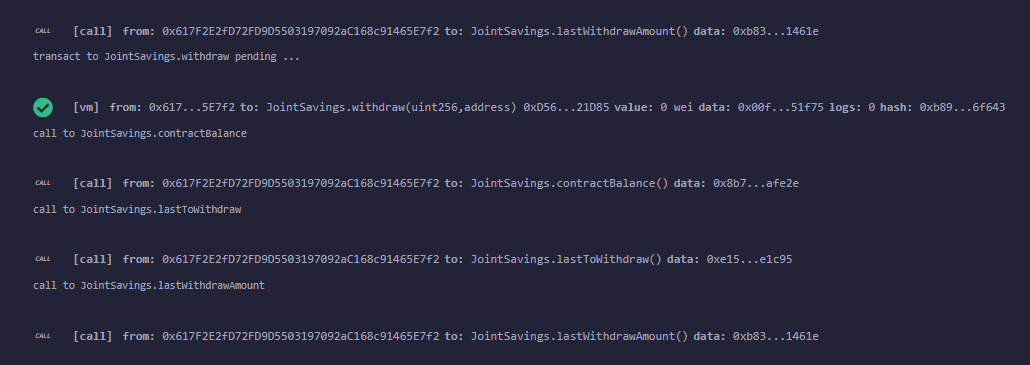 CALL [call] from: 0x617F2E2fD72FD9D5503197092aC168c91465E7f2 to: JointSavings.lastWithdrawAmount() data: 0xb83...1461e
transact to JointSavings.withdraw pending ...
[vm] from: 0x617...5E7f2 to: JointSavings.withdraw(uint256,address) 0xD56...21D85 value: 0 wei data: 0x00f...51f75 logs: 0 hash: 0xb89...6f643
call to JointSavings.contractBalance
CALL [call] from: 0x617F2E2fD72FD9D5503197092aC168c91465E7f2 to: JointSavings.contractBalance() data: 0x8b7...afe2e
call to JointSavings.lastToWithdraw
CALL [call] from: 0x617F2E2fD72FD9D5503197092aC168c91465E7f2 to: JointSavings.lastToWithdraw() data: 0xe15...e1c95
call to JointSavings.lastWithdrawAmount
CALL [call] from: 0x617F2E2fD72FD9D5503197092aC168c91465E7f2 to: JointSavings.lastWithdrawAmount() data: 0xb83...1461e